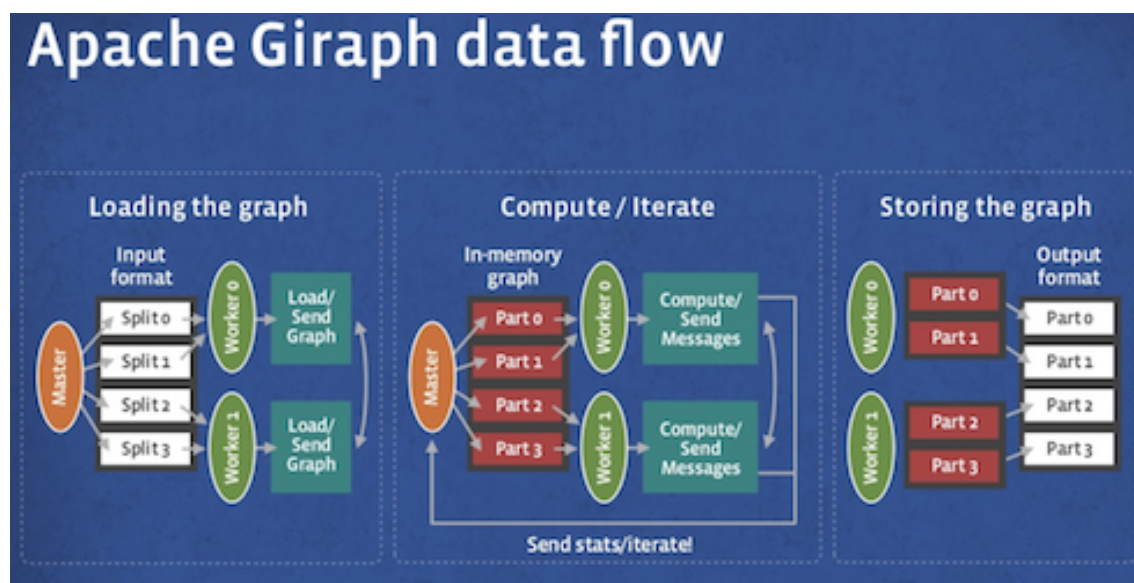 Apache Giraph data flow
Loading the graph
Input
format
Master
Split 0
Split 1
Split 2
Split 3
Worker 0
Worker 1
Load/
Send
Graph
Load/
Send
Graph
Compute / Iterate
In-memory
graph
Master
Part 0
Part 1
Part 2
Part 3
Worker 0
Worker 1
Compute/
Send
Messages
Compute/
Send
Messages
Send stats/iterate!
Storing the graph
Worker 0
Worker 1
Part 0
Part 1
Part 2
Part 3
Output
format
Part 0
Part 1
Part 2
Part 3